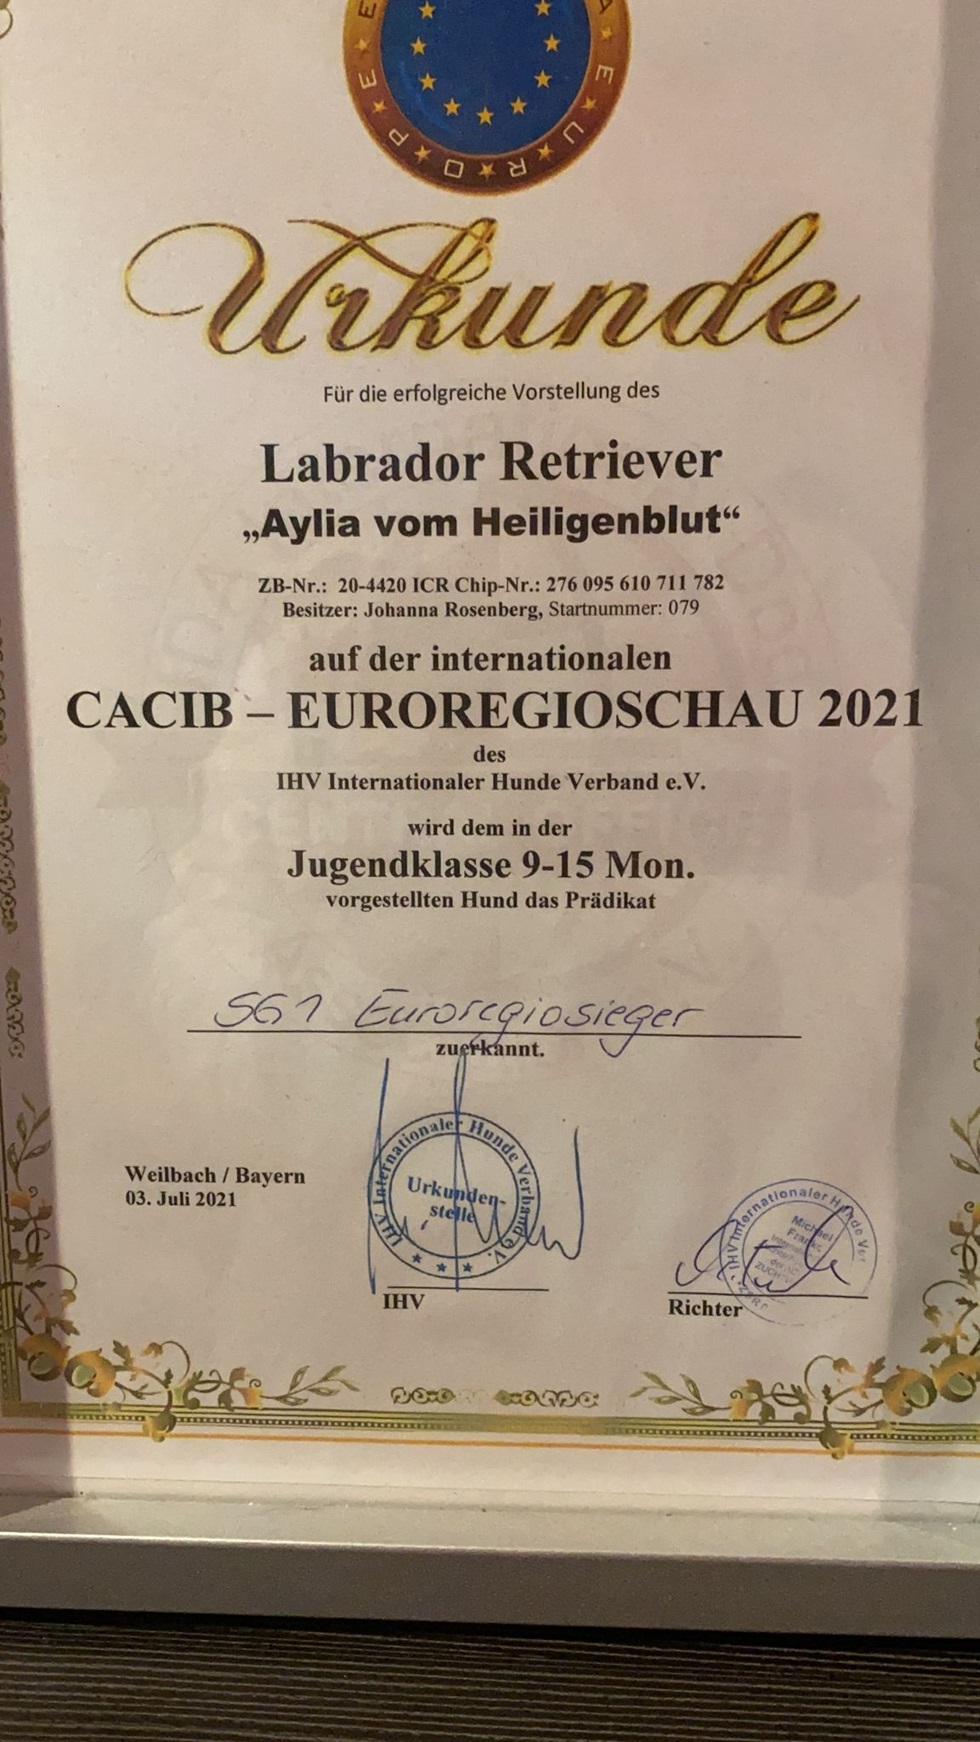 EUROPE
Urkunde
Für die erfolgreiche Vorstellung des
Labrador Retriever
„Aylia vom Heiligenblut“
ZB-Nr.: 20-4420 ICR Chip-Nr.: 276 095 610 711 782
Besitzer: Johanna Rosenberg, Startnummer: 079
auf der internationalen
CACIB – EUROREGIOSCHAU 2021
des
IHV Internationaler Hunde Verband e.V.
wird dem in der
Jugendklasse 9-15 Mon.
vorgestellten Hund das Prädikat
SG1 Euroregiosieger
zuerkannt.
Weilbach / Bayern
03. Juli 2021
IHV Internationaler Hunde Verband e.V.
Urkunden-
stelle
IHV
IHV Internationaler Hunde Ver
Michael
Richter